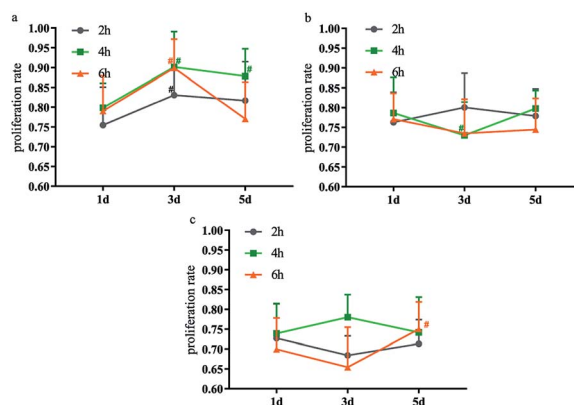 a
proliferation rate
1.00
0.95
0.90
0.85
0.80
0.75
0.70
0.65
0.60
2h
4h
6h
#
# #
#
1d 3d 5d
b
proliferation rate
1.00
0.95
0.90
0.85
0.80
0.75
0.70
0.65
0.60
2h
4h
6h
#
1d 3d 5d
c
proliferation rate
1.00
0.95
0.90
0.85
0.80
0.75
0.70
0.65
0.60
2h
4h
6h
#
1d 3d 5d